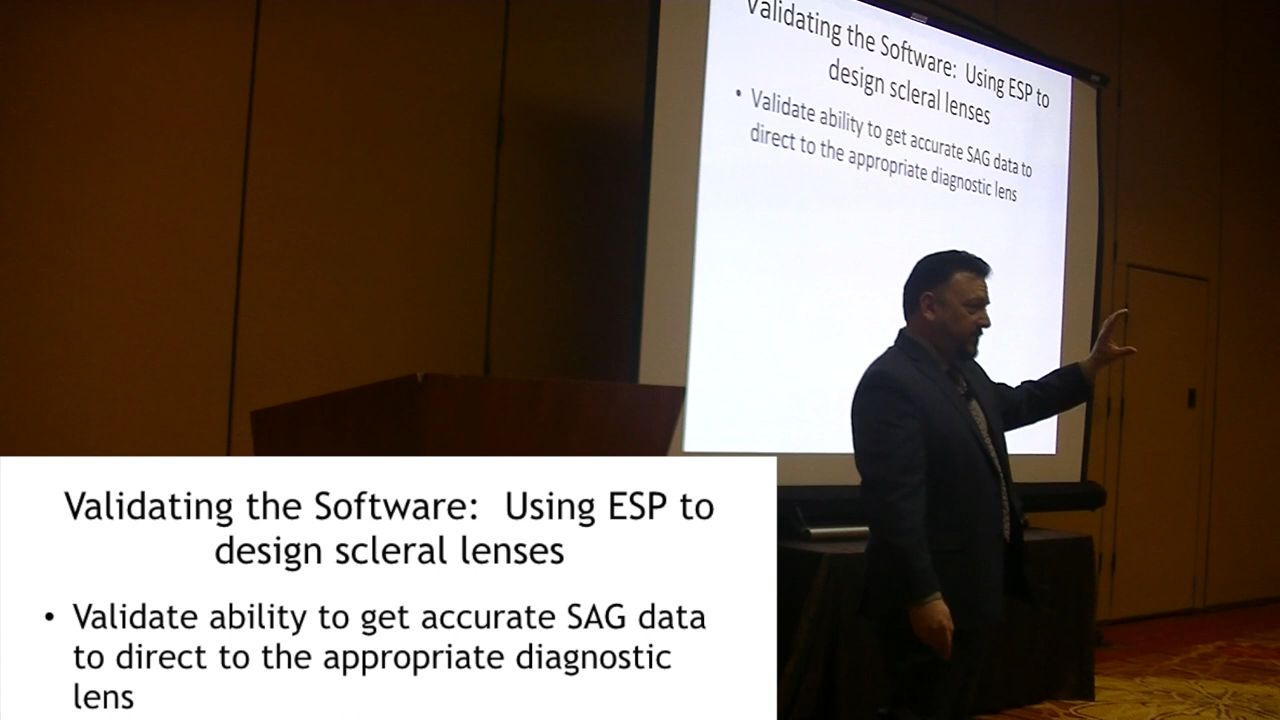 Validating the Software: Using ESP to
design scleral lenses
• Validate ability to get accurate SAG data to
direct to the appropriate diagnostic lens
Validating the Software: Using ESP to
design scleral lenses
• Validate ability to get accurate SAG data
to direct to the appropriate diagnostic
lens